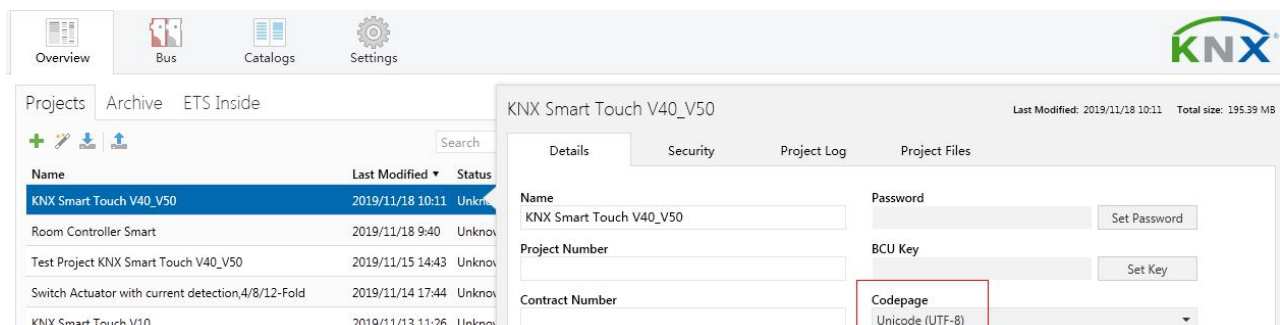 Overview Bus Catalogs Settings
KNX®
Projects Archive ETS Inside
Search
Name Last Modified Status
KNX Smart Touch V40_V50 2019/11/18 10:11
Room Controller Smart 2019/11/18 9:40
Test Project KNX Smart Touch V40_V50 2019/11/15 14:43
Switch Actuator with current detection,4/8/12-Fold 2019/11/14 17:44
KNX Smart Touch V10 2019/11/13 11:26
KNX Smart Touch V40_V50
Last Modified: 2019/11/18 10:11 Total size: 195.39 MB
Details Security Project Log Project Files
Name
KNX Smart Touch V40_V50
Password
Set Password
Project Number
BCU Key
Set Key
Contract Number
Codepage
Unicode (UTF-8)